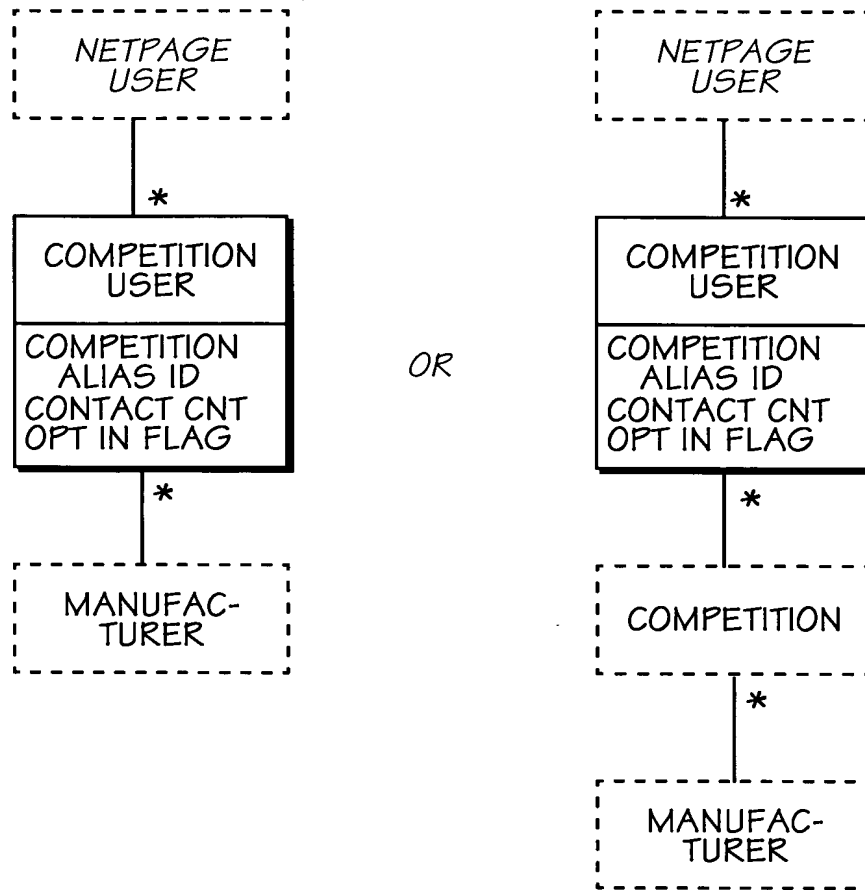 NETPAGE
USER
*
COMPETITION
USER
COMPETITION
ALIAS ID
CONTACT CNT
OPT IN FLAG
*
MANUFAC-
TURER
OR
NETPAGE
USER
*
COMPETITION
USER
COMPETITION
ALIAS ID
CONTACT CNT
OPT IN FLAG
*
COMPETITION
*
MANUFAC-
TURER